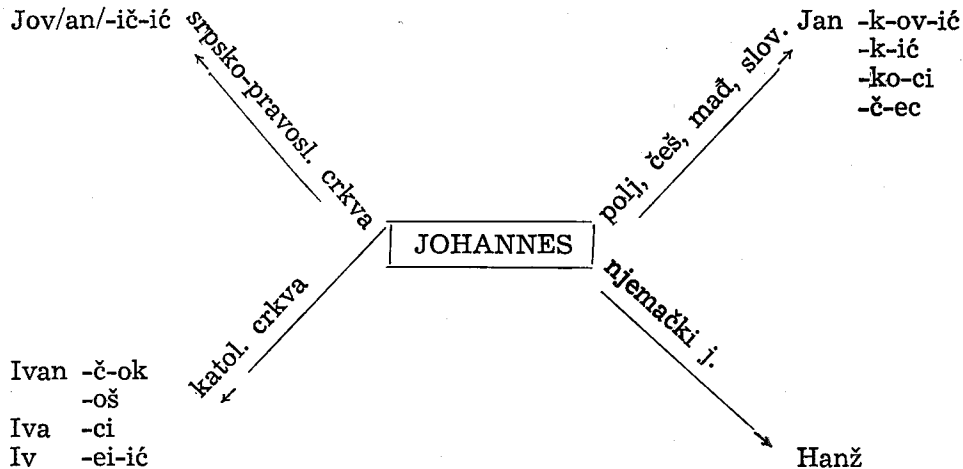 Jov/an/-ič-ić
srpsko-pravosl. crkva
polj, češ, mađ, slov.
Jan -k-ov-ić
-k-ić
-ko-ci
-č-ec
JOHANNES
katol. crkva
njemački j.
Ivan -č-ok
-oš
Iva -ci
Iv -ei-ić
Hanž